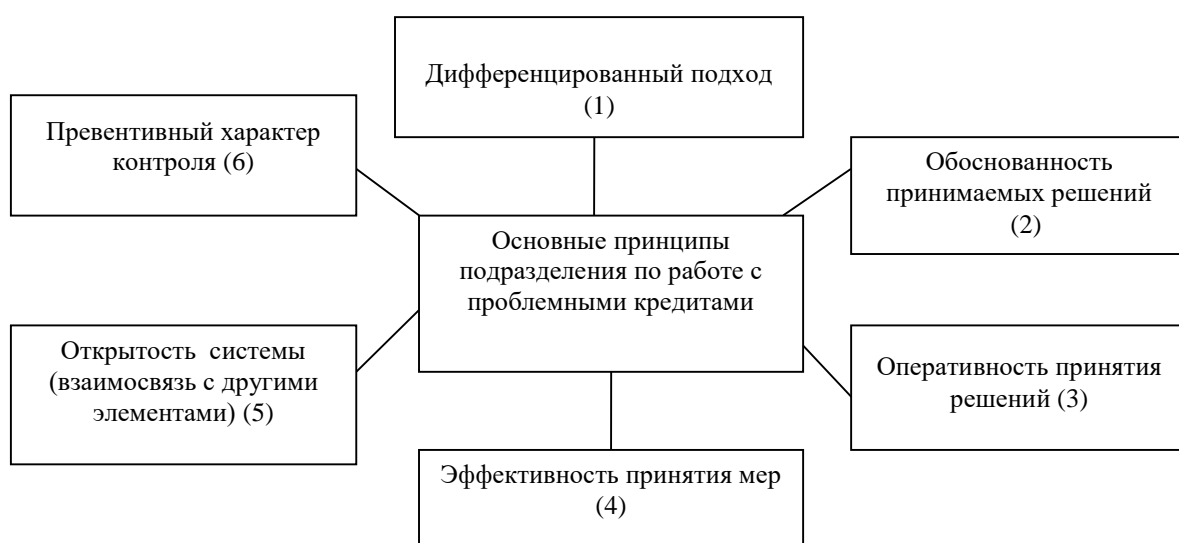 Дифференцированный подход
(1)
Превентивный характер
контроля (6)
Обоснованность
принимаемых решений
(2)
Основные принципы
подразделения по работе с
проблемными кредитами
Открытость системы
(взаимосвязь с другими
элементами) (5)
Оперативность принятия
решений (3)
Эффективность принятия мер
(4)